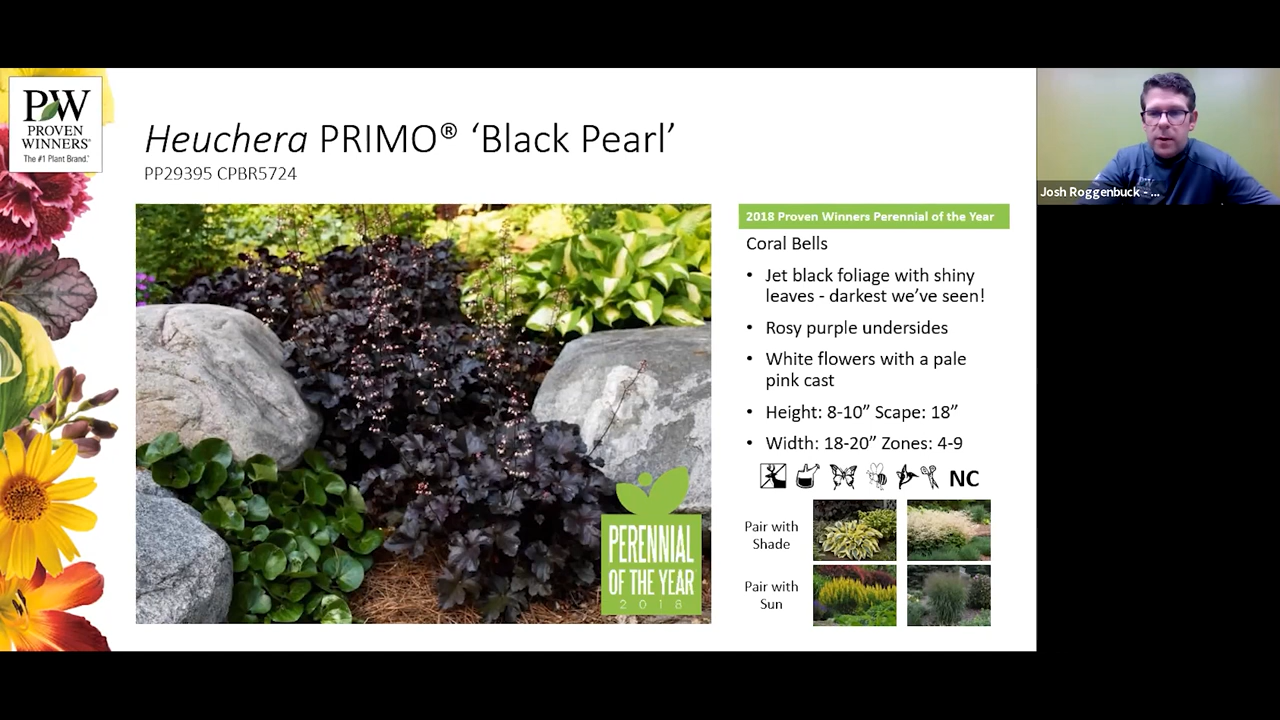 PW
PROVEN
WINNERS®
The #1 Plant Brand.
Heuchera PRIMO® ‘Black Pearl’
PP29395 CPBR5724
PERENNIAL
OF THE YEAR
2018
2018 Proven Winners Perennial of the Year
Coral Bells
• Jet black foliage with shiny
leaves - darkest we’ve seen!
• Rosy purple undersides
• White flowers with a pale
pink cast
• Height: 8-10” Scape: 18”
• Width: 18-20” Zones: 4-9
NC
Pair with
Shade
Pair with
Sun
Josh Roggenbuck - ...